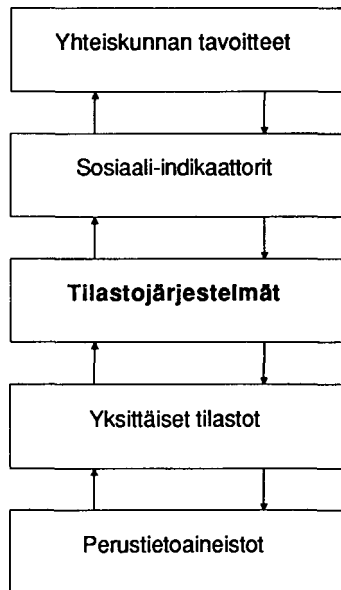 Yhteiskunnan tavoitteet
Sosiaali-indikaattorit
Tilastojärjestelmät
Yksittäiset tilastot
Perustietoaineistot